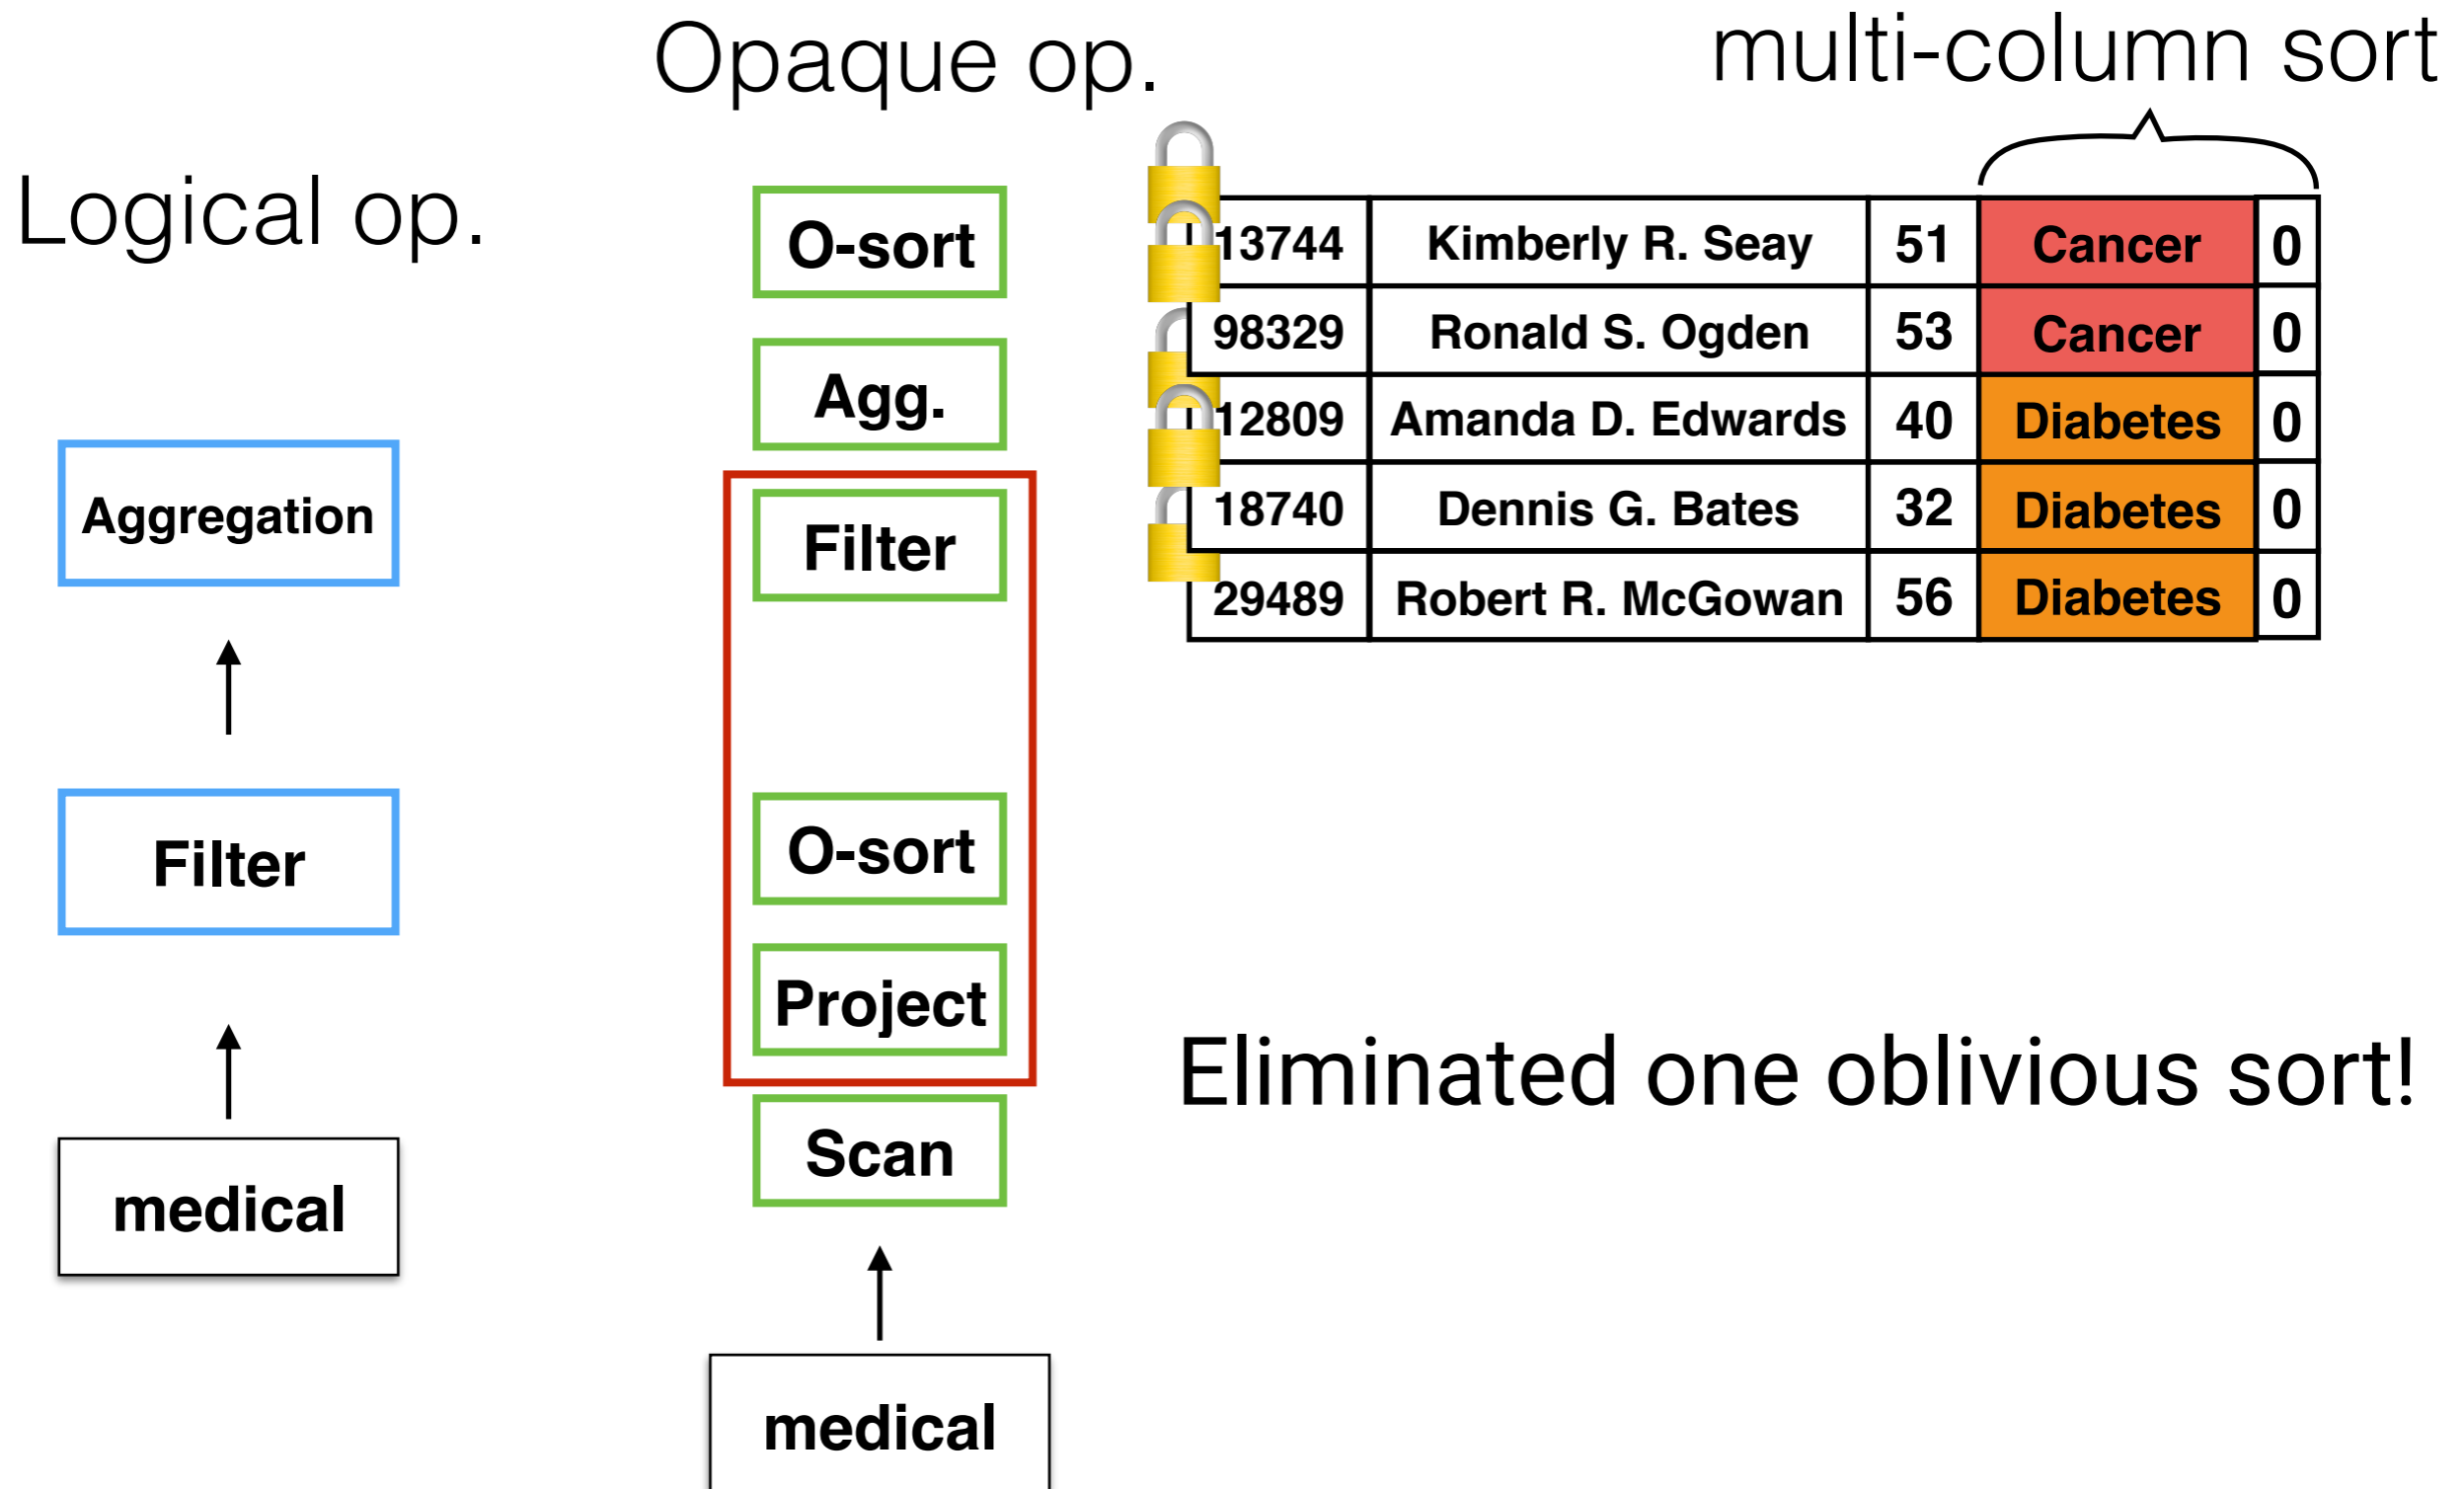 Opaque op.
multi-column sort
Logical op.
O-sort
Agg.
Filter
O-sort
Project
Scan
medical
Aggregation
Filter
medical
13744 Kimberly R. Seay 51 Cancer 0
98329 Ronald S. Ogden 53 Cancer 0
12809 Amanda D. Edwards 40 Diabetes 0
18740 Dennis G. Bates 32 Diabetes 0
29489 Robert R. McGowan 56 Diabetes 0
Eliminated one oblivious sort!